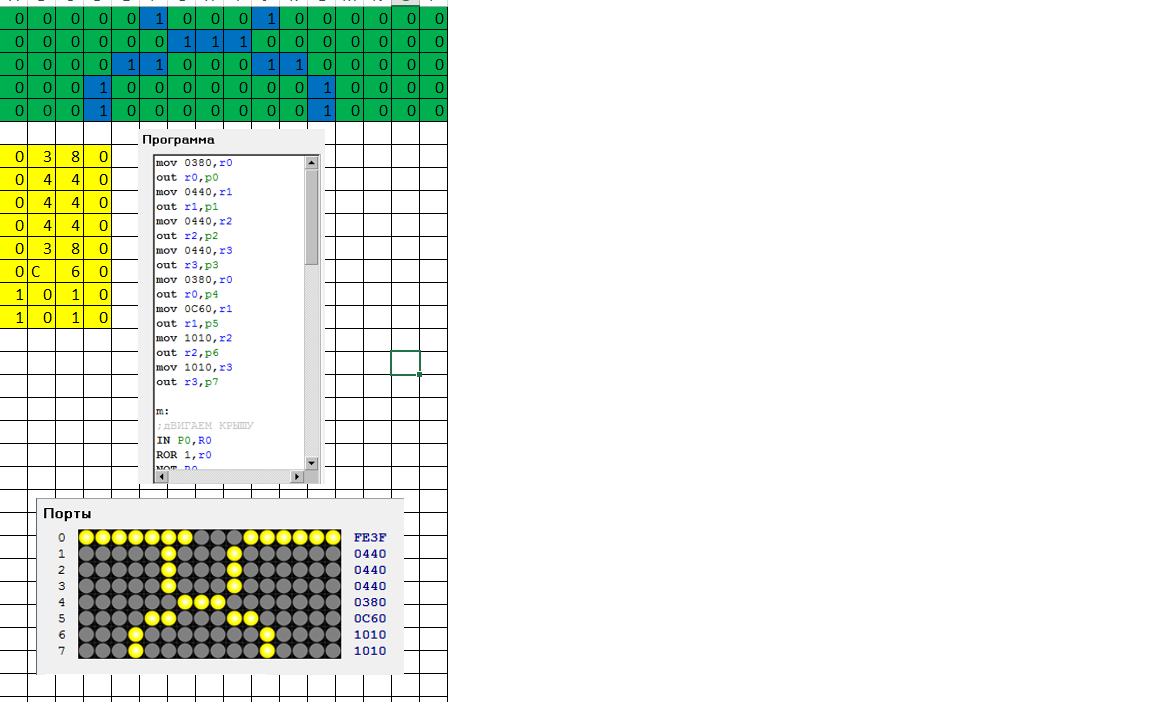 0 0 0 0 0 1 0 0 0 1 0 0 0 0 0 0
0 0 0 0 0 0 1 1 1 0 0 0 0 0 0 0
0 0 0 0 1 1 0 0 0 1 1 0 0 0 0 0
0 0 0 1 0 0 0 0 0 0 0 1 0 0 0 0
0 0 0 1 0 0 0 0 0 0 0 1 0 0 0 0
0 3 8 0
0 4 4 0
0 4 4 0
0 4 4 0
0 3 8 0
0 C 6 0
1 0 1 0
1 0 1 0
Программа
mov 0380,r0
out r0,p0
mov 0440,r1
out r1,p1
mov 0440,r2
out r2,p2
mov 0440,r3
out r3,p3
mov 0380,r0
out r0,p4
mov 0C60,r1
out r1,p5
mov 1010,r2
out r2,p6
mov 1010,r3
out r3,p7
m:
;дВИГАЕМ КРЫШУ
IN P0,R0
ROR 1,r0
NOT R0
Порты
0 FE3F
1 0440
2 0440
3 0440
4 0380
5 0C60
6 1010
7 1010